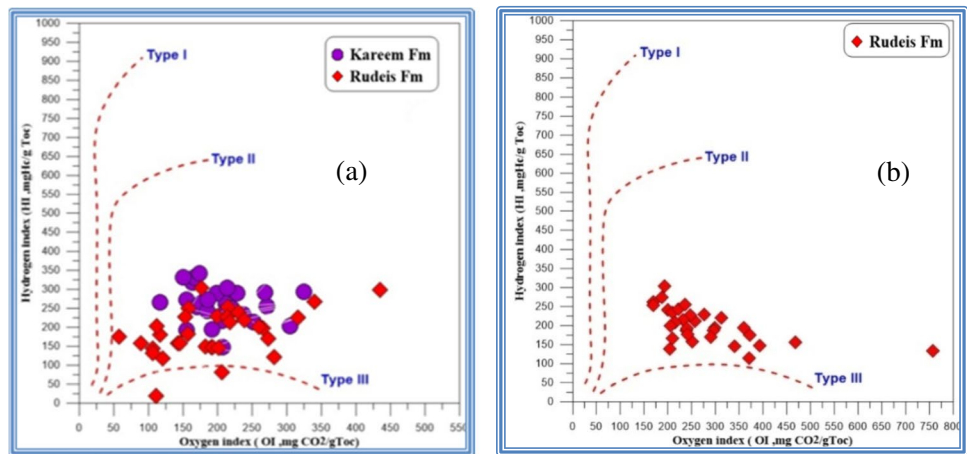 1000
950
900
850
800
750
700
650
600
550
500
450
400
350
300
250
200
150
100
50
0
Hydrogen index (HI ,mgHc/g Toc)
Type I
Type II
Type III
Kareem Fm
Rudeis Fm
(a)
0 50 100 150 200 250 300 350 400 450 500 550
Oxygen index ( OI ,mg CO2/gToc)
1000
950
900
850
800
750
700
650
600
550
500
450
400
350
300
250
200
150
100
50
0
Hydrogen index (HI ,mgHc/g Toc)
Type I
Type II
Type III
Rudeis Fm
(b)
0 50 100 150 200 250 300 350 400 450 500 550 600 650 700 750 800
Oxygen index ( OI ,mg CO2/gToc)